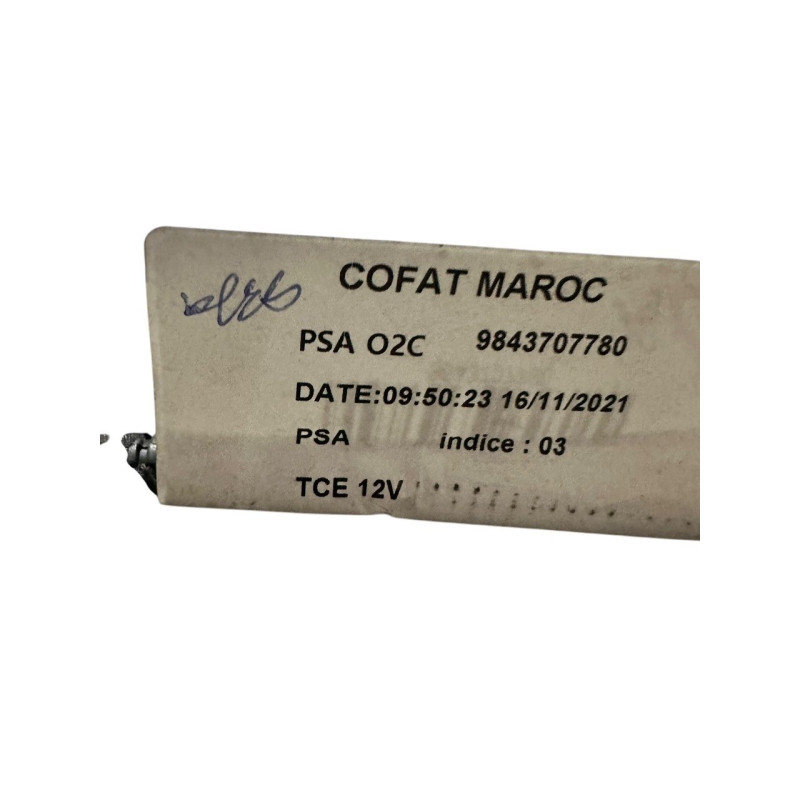 COFAT MAROC
PSA O2C 9843707780
DATE:09:50:23 16/11/2021
PSA indice : 03
TCE 12V